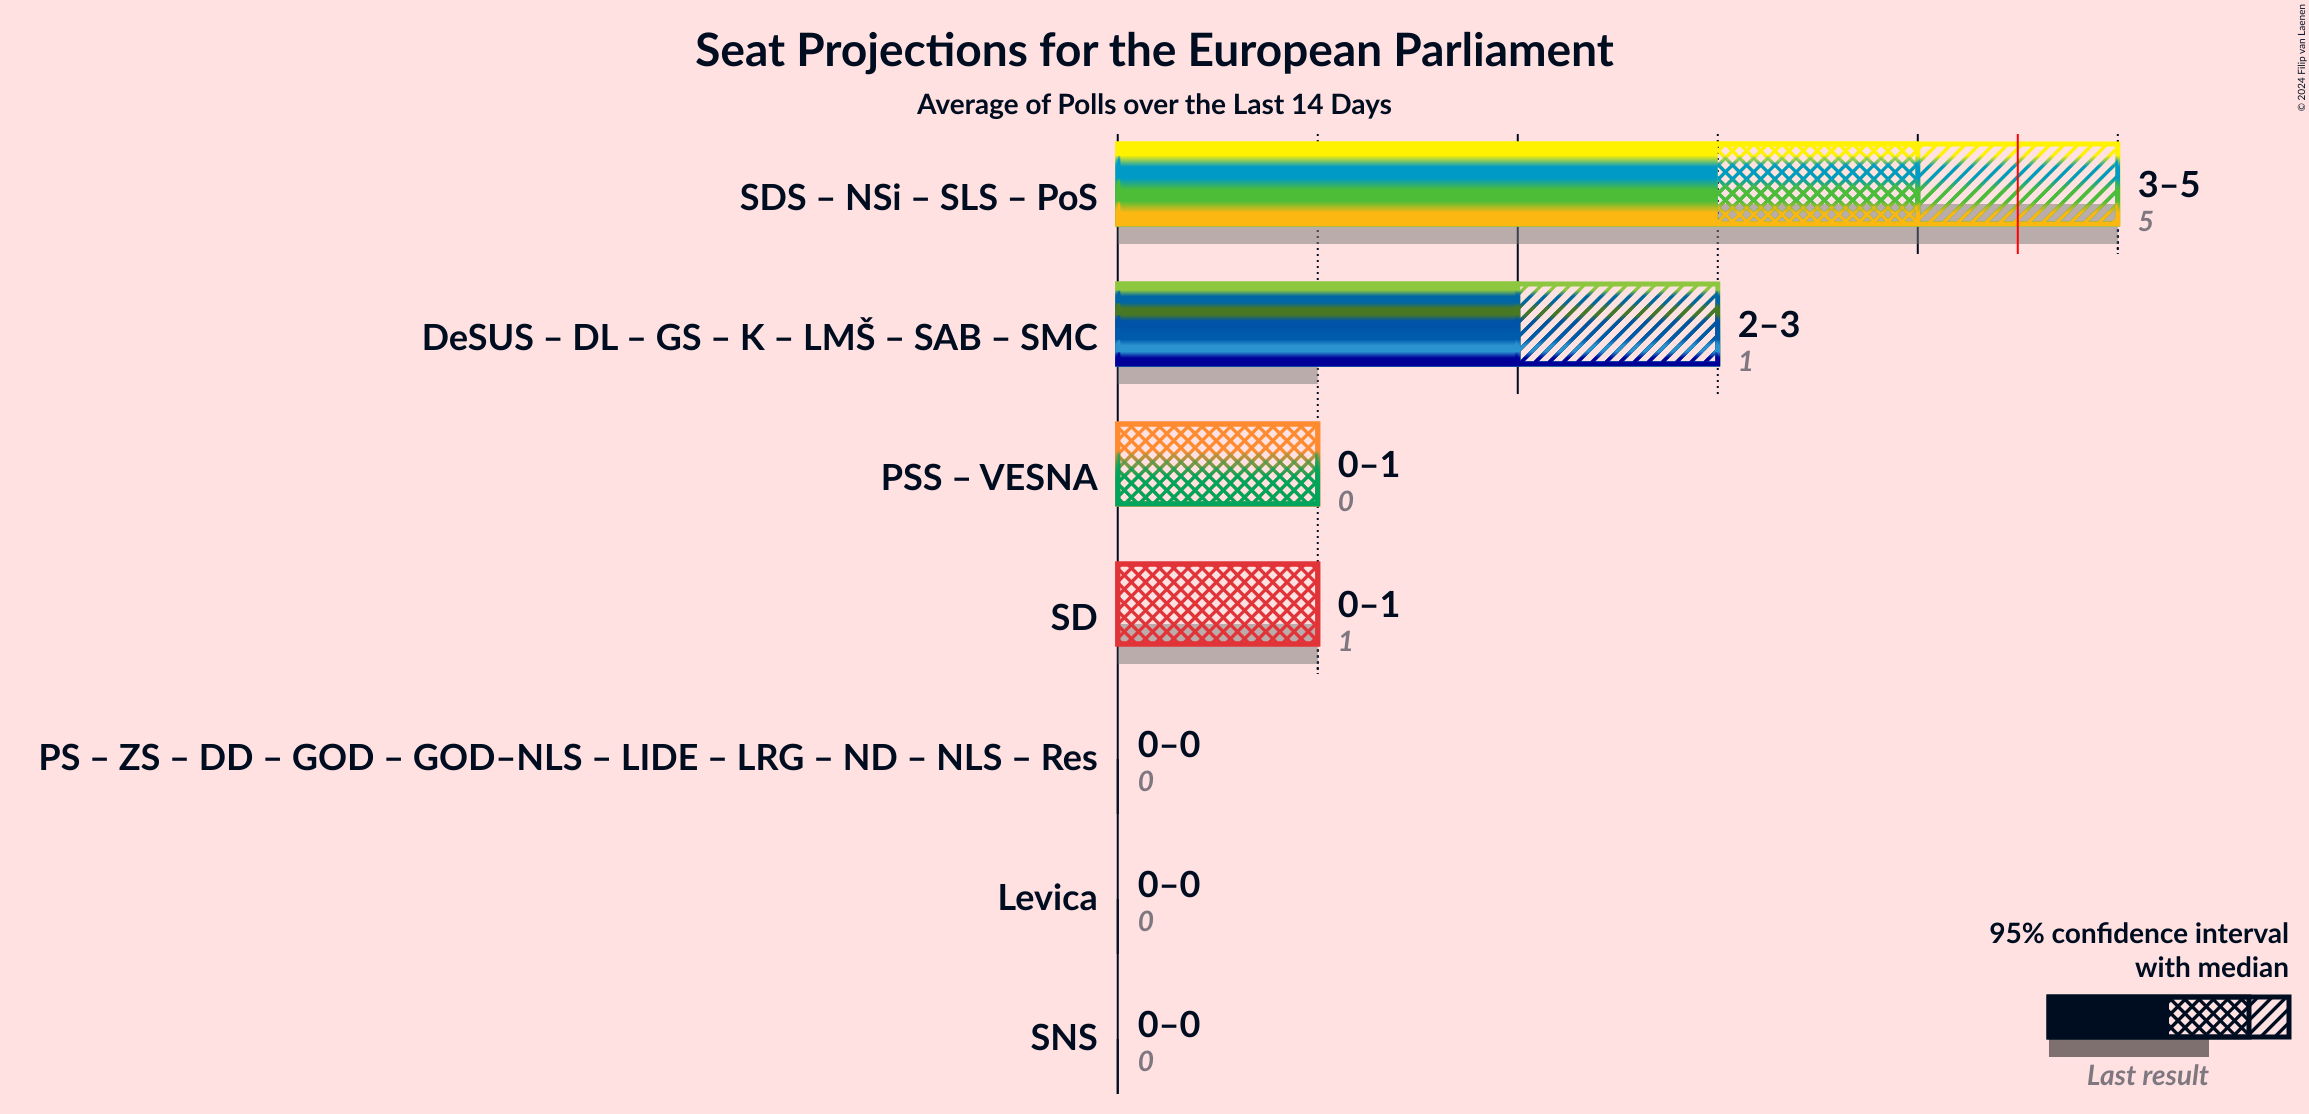 Seat Projections for the European Parliament
Average of Polls over the Last 14 Days
© 2024 Filip van Laenen
SDS – NSi – SLS – PoS
3–5
5
DeSUS – DL – GS – K – LMŠ – SAB – SMC
2–3
1
PSS – VESNA
0–1
0
SD
0–1
1
PS – ZS – DD – GOD – GOD–NLS – LIDE – LRG – ND – NLS – Res
0–0
0
Levica
0–0
0
SNS
0–0
0
95% confidence interval
with median
Last result